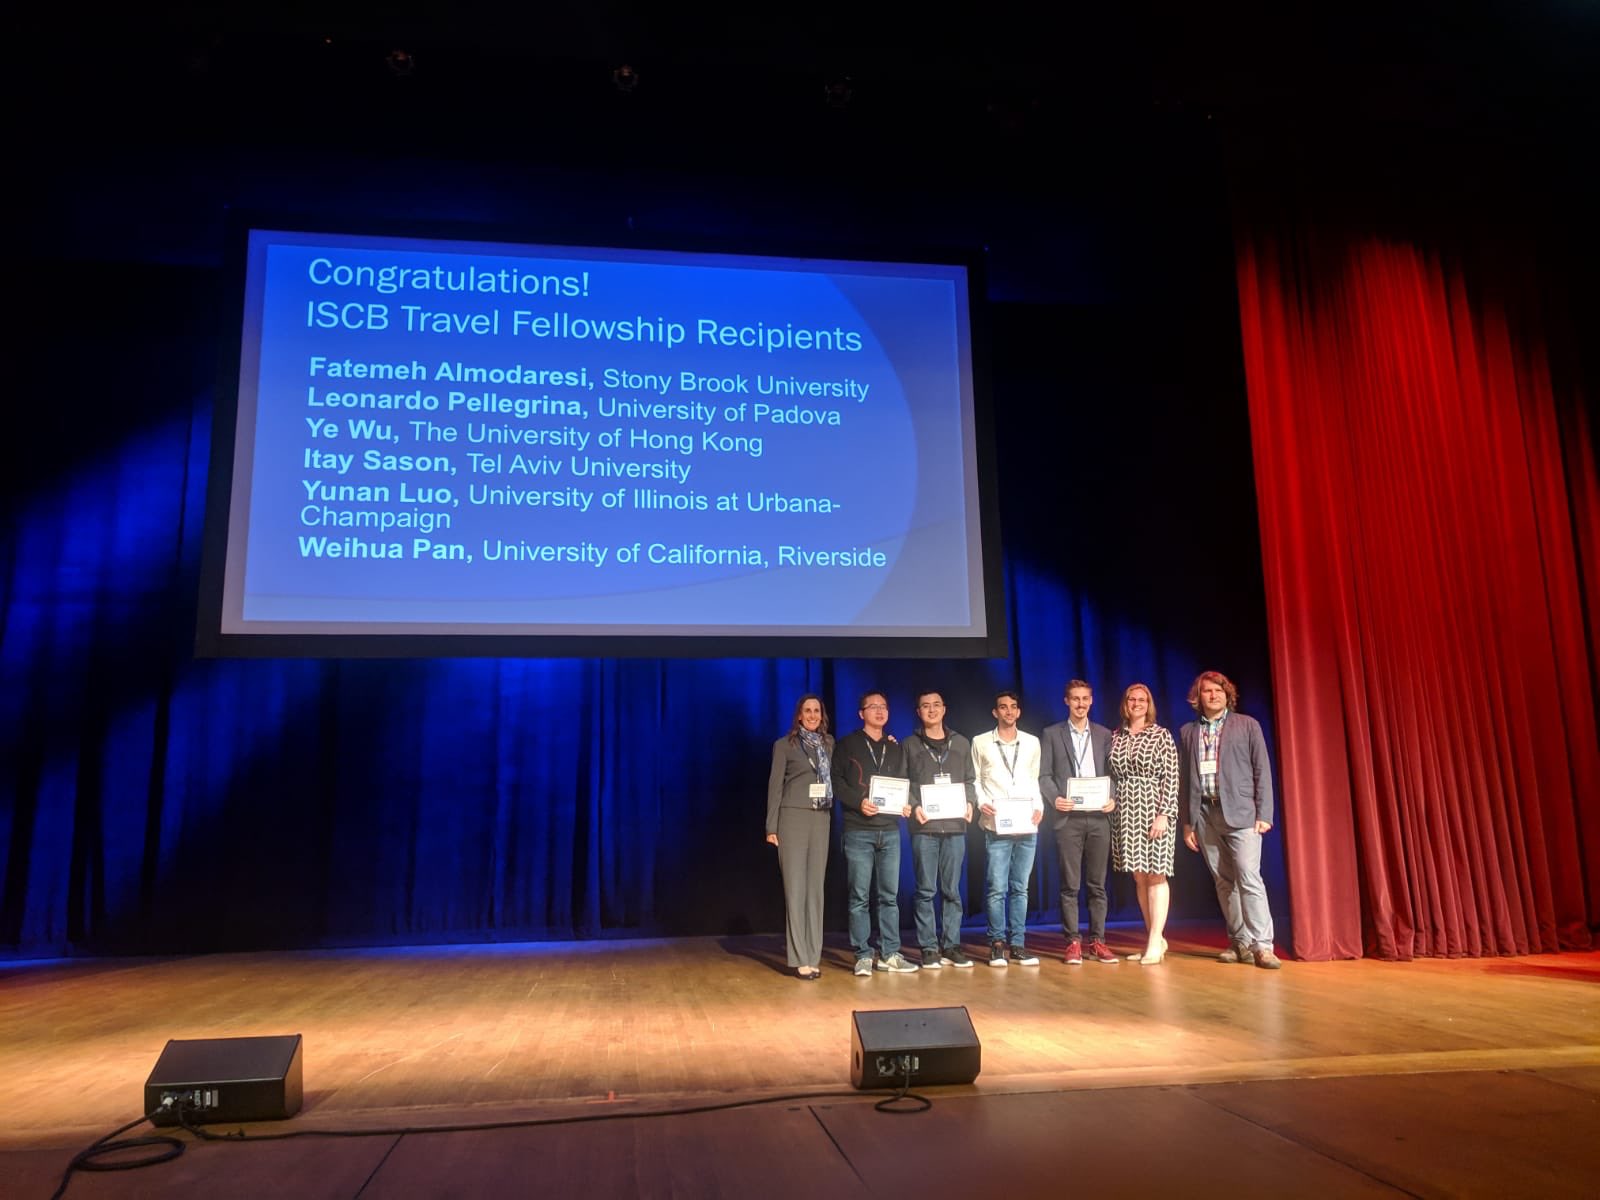 Congratulations!
ISCB Travel Fellowship Recipients
Fatemeh Almodaresi, Stony Brook University
Leonardo Pellegrina, University of Padova
Ye Wu, The University of Hong Kong
Itay Sason, Tel Aviv University
Yunan Luo, University of Illinois at Urbana-
Champaign
Weihua Pan, University of California, Riverside